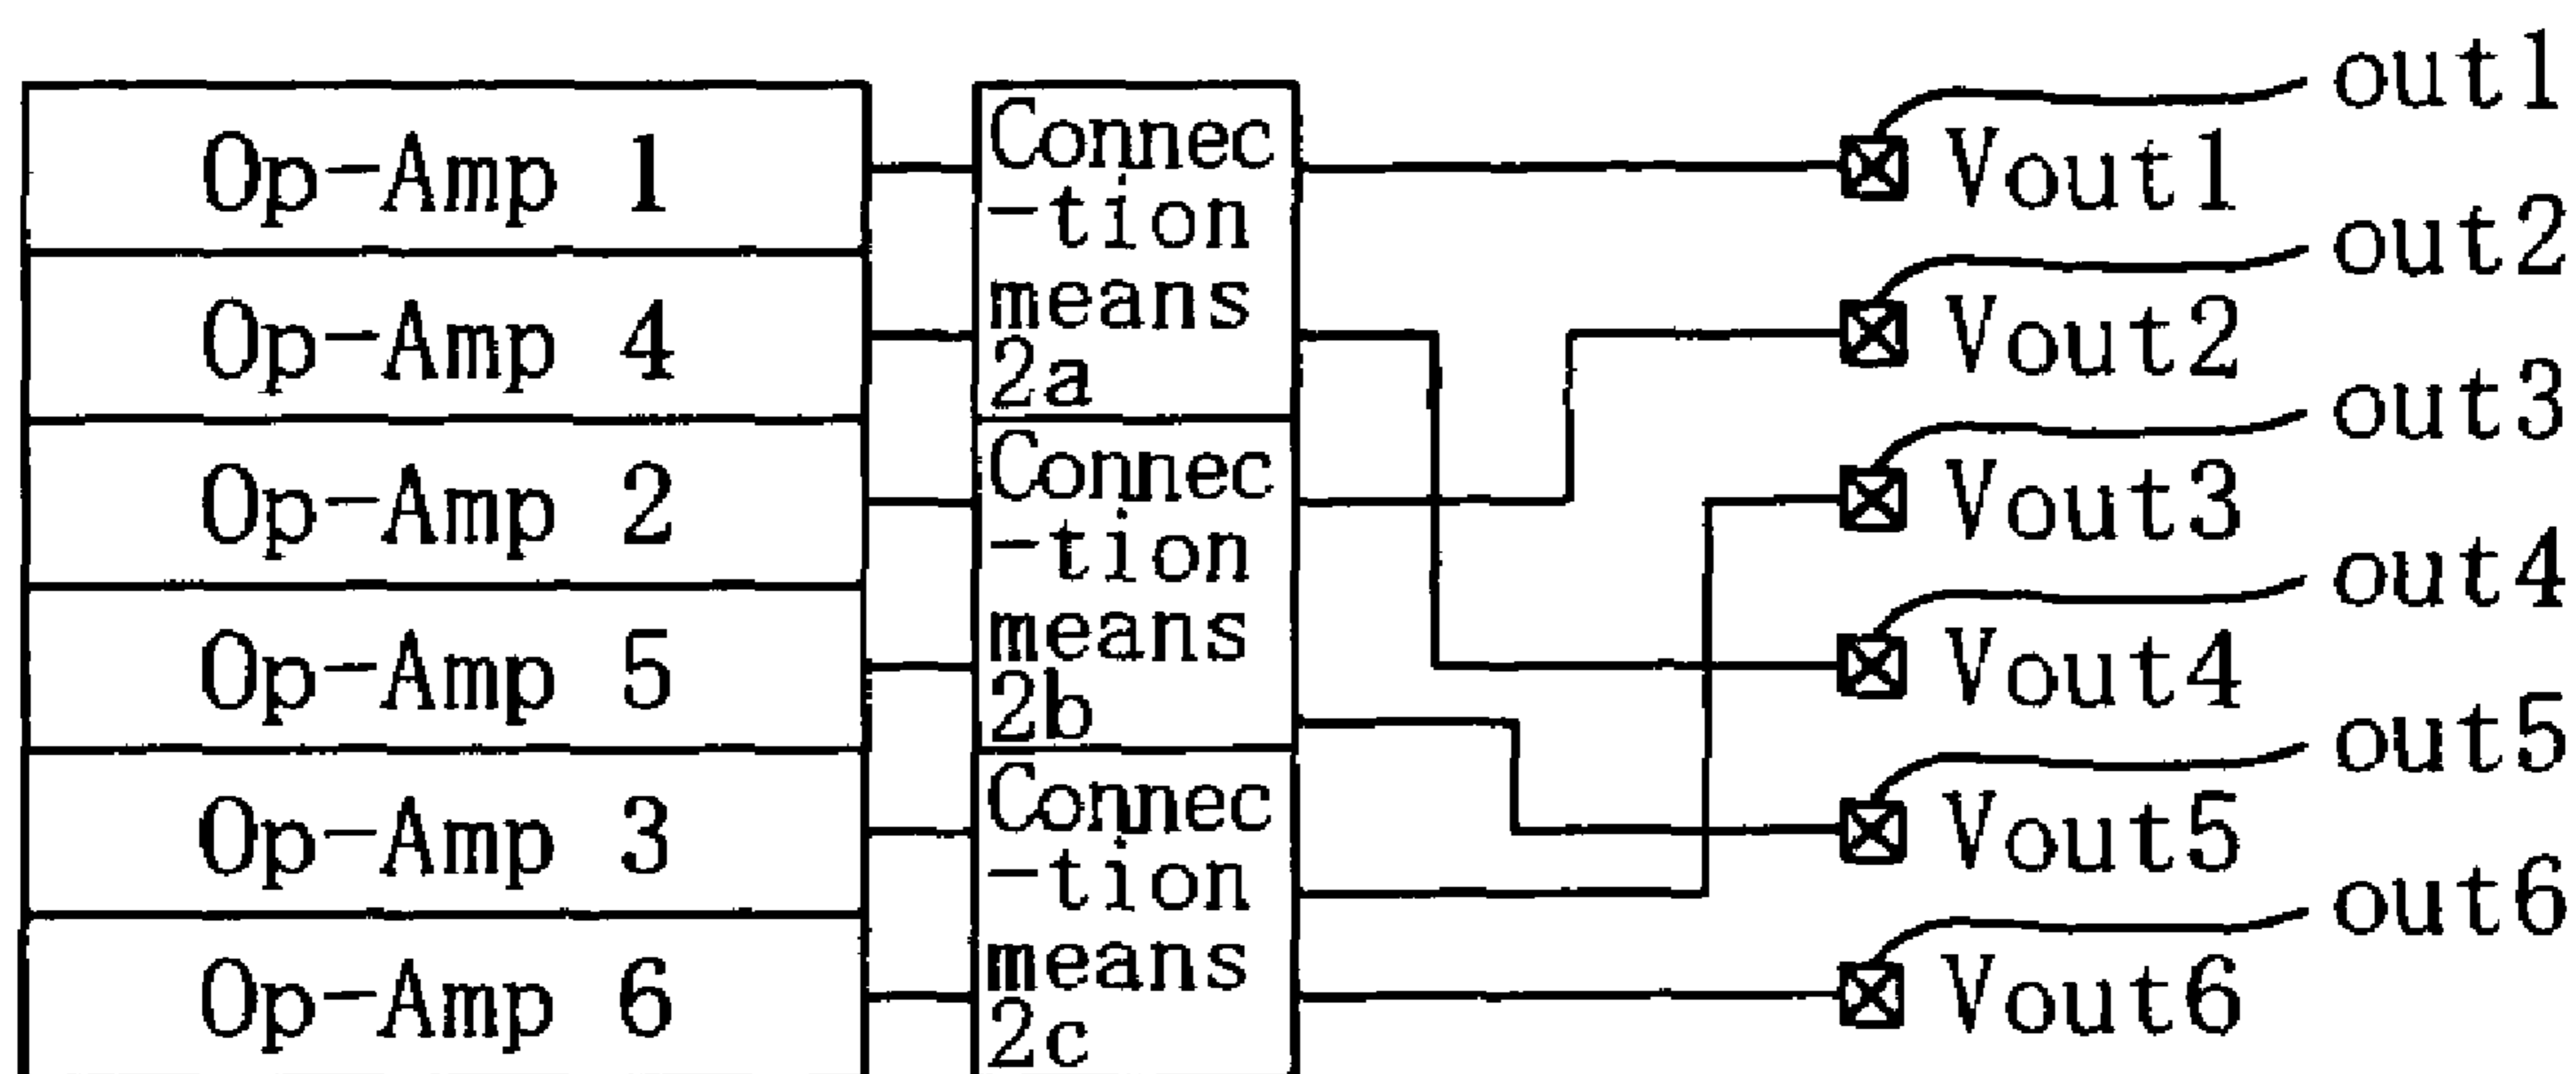 Op-Amp 1
Op-Amp 4
Op-Amp 2
Op-Amp 5
Op-Amp 3
Op-Amp 6
Connec
-tion
means
2a
Connec
-tion
means
2b
Connec
-tion
means
2c
out1
Vout1
out2
Vout2
out3
Vout3
out4
Vout4
out5
Vout5
out6
Vout6